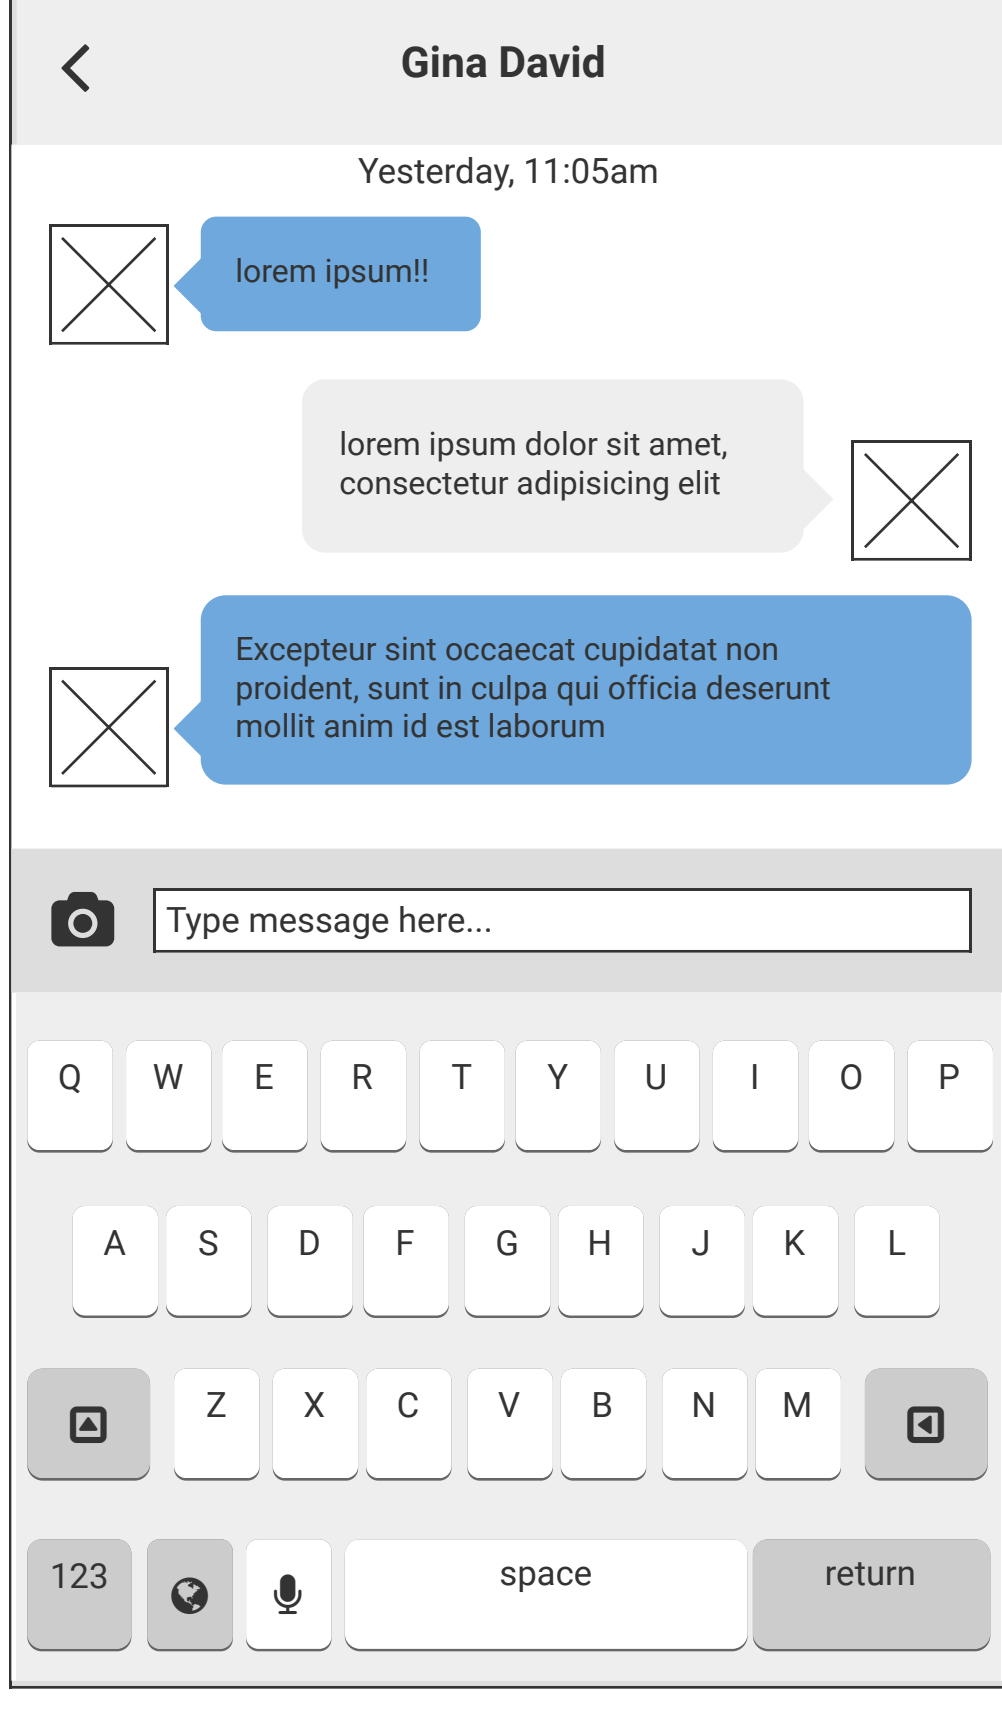 Gina David
Yesterday, 11:05am
lorem ipsum!!
lorem ipsum dolor sit amet,
consectetur adipisicing elit
Excepteur sint occaecat cupidatat non
proident, sunt in culpa qui officia deserunt
mollit anim id est laborum
Type message here...
Q W E R T Y U I O P
A S D F G H J K L
Z X C V B N M
123 space return